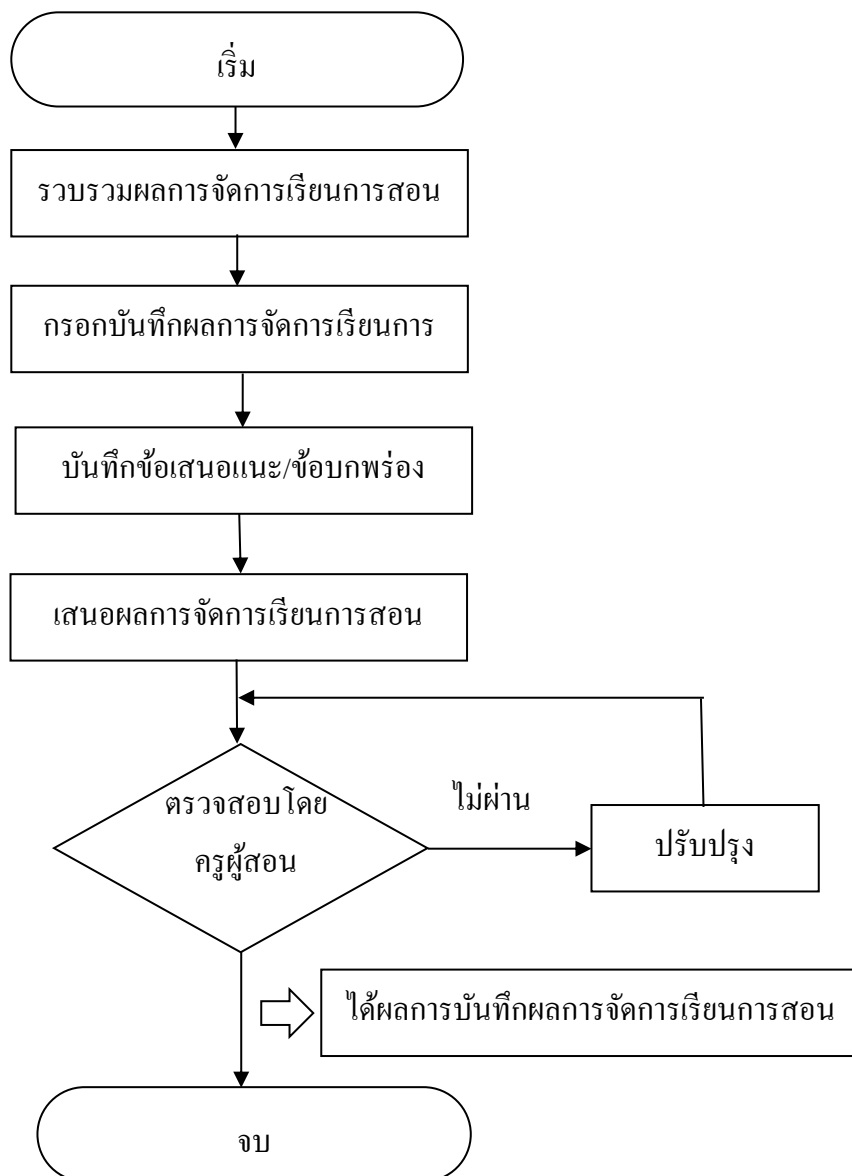 เริ่ม
รวบรวมผลการจัดการเรียนการสอน
กรอกบันทึกผลการจัดการเรียนการ
บันทึกข้อเสนอแนะ/ข้อบกพร่อง
เสนอผลการจัดการเรียนการสอน
ตรวจสอบโดย
ครูผู้สอน
ไม่ผ่าน
ปรับปรุง
ได้ผลการบันทึกผลการจัดการเรียนการสอน
จบ